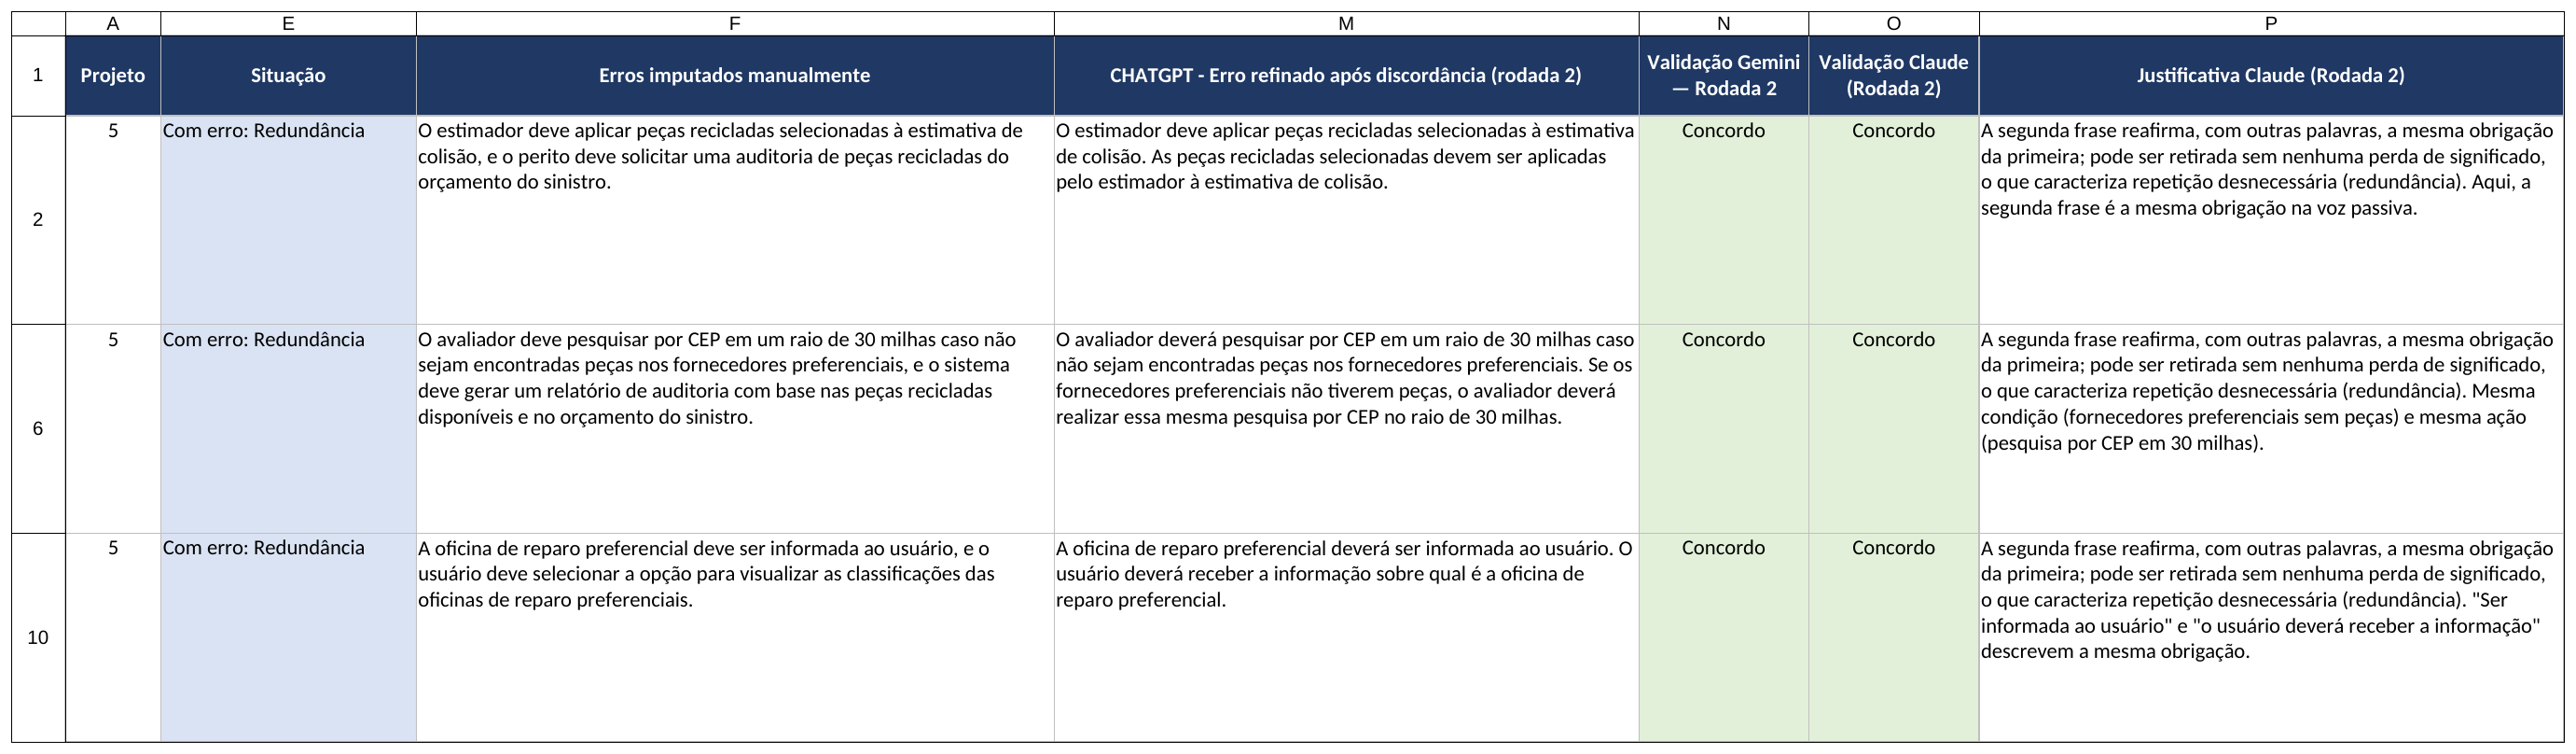 A E F M N O P
1
Projeto
Situação
Erros imputados manualmente
CHATGPT - Erro refinado após discordância (rodada 2)
Validação Gemini
— Rodada 2
Validação Claude
(Rodada 2)
Justificativa Claude (Rodada 2)
2
5
Com erro: Redundância
O estimador deve aplicar peças recicladas selecionadas à estimativa de
colisão, e o perito deve solicitar uma auditoria de peças recicladas do
orçamento do sinistro.
O estimador deve aplicar peças recicladas selecionadas à estimativa
de colisão. As peças recicladas selecionadas devem ser aplicadas
pelo estimador à estimativa de colisão.
Concordo
Concordo
A segunda frase reafirma, com outras palavras, a mesma obrigação
da primeira; pode ser retirada sem nenhuma perda de significado,
o que caracteriza repetição desnecessária (redundância). Aqui, a
segunda frase é a mesma obrigação na voz passiva.
6
5
Com erro: Redundância
O avaliador deve pesquisar por CEP em um raio de 30 milhas caso não
sejam encontradas peças nos fornecedores preferenciais, e o sistema
deve gerar um relatório de auditoria com base nas peças recicladas
disponíveis e no orçamento do sinistro.
O avaliador deverá pesquisar por CEP em um raio de 30 milhas caso
não sejam encontradas peças nos fornecedores preferenciais. Se os
fornecedores preferenciais não tiverem peças, o avaliador deverá
realizar essa mesma pesquisa por CEP no raio de 30 milhas.
Concordo
Concordo
A segunda frase reafirma, com outras palavras, a mesma obrigação
da primeira; pode ser retirada sem nenhuma perda de significado,
o que caracteriza repetição desnecessária (redundância). Mesma
condição (fornecedores preferenciais sem peças) e mesma ação
(pesquisa por CEP em 30 milhas).
10
5
Com erro: Redundância
A oficina de reparo preferencial deve ser informada ao usuário, e o
usuário deve selecionar a opção para visualizar as classificações das
oficinas de reparo preferenciais.
A oficina de reparo preferencial deverá ser informada ao usuário. O
usuário deverá receber a informação sobre qual é a oficina de
reparo preferencial.
Concordo
Concordo
A segunda frase reafirma, com outras palavras, a mesma obrigação
da primeira; pode ser retirada sem nenhuma perda de significado,
o que caracteriza repetição desnecessária (redundância). "Ser
informada ao usuário" e "o usuário deverá receber a informação"
descrevem a mesma obrigação.